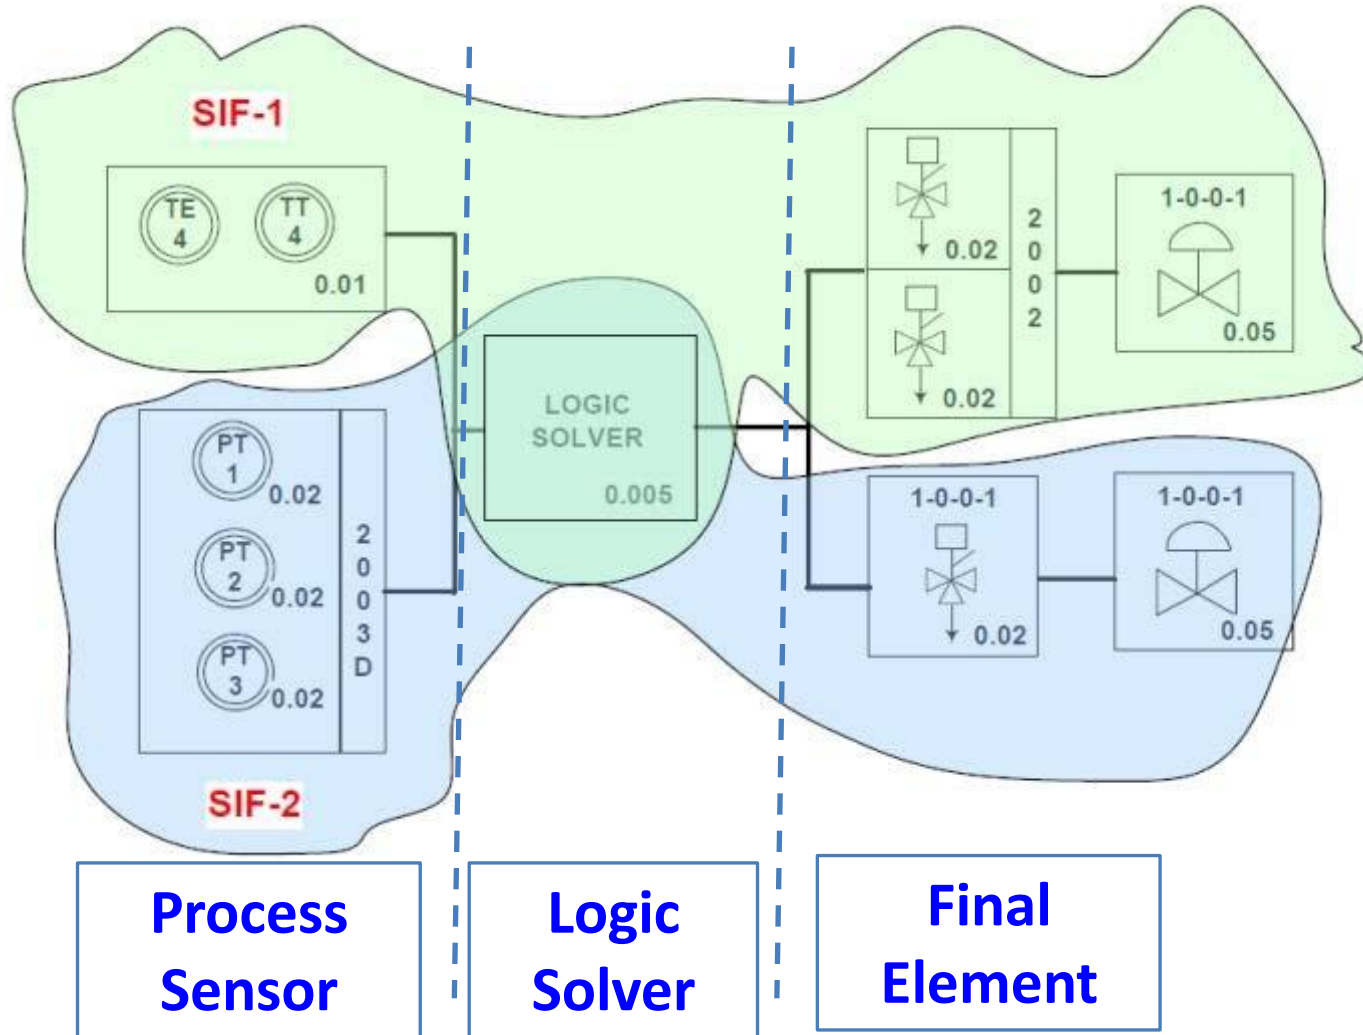 SIF-1
TE
4
TT
4
0.01
PT
1
0.02
PT
2
0.02
PT
3
0.02
2
0
0
3
D
SIF-2
LOGIC
SOLVER
0.005
0.02
0.02
2
0
0
2
1-0-0-1
0.05
1-0-0-1
0.02
1-0-0-1
0.05
Process
Sensor
Logic
Solver
Final
Element